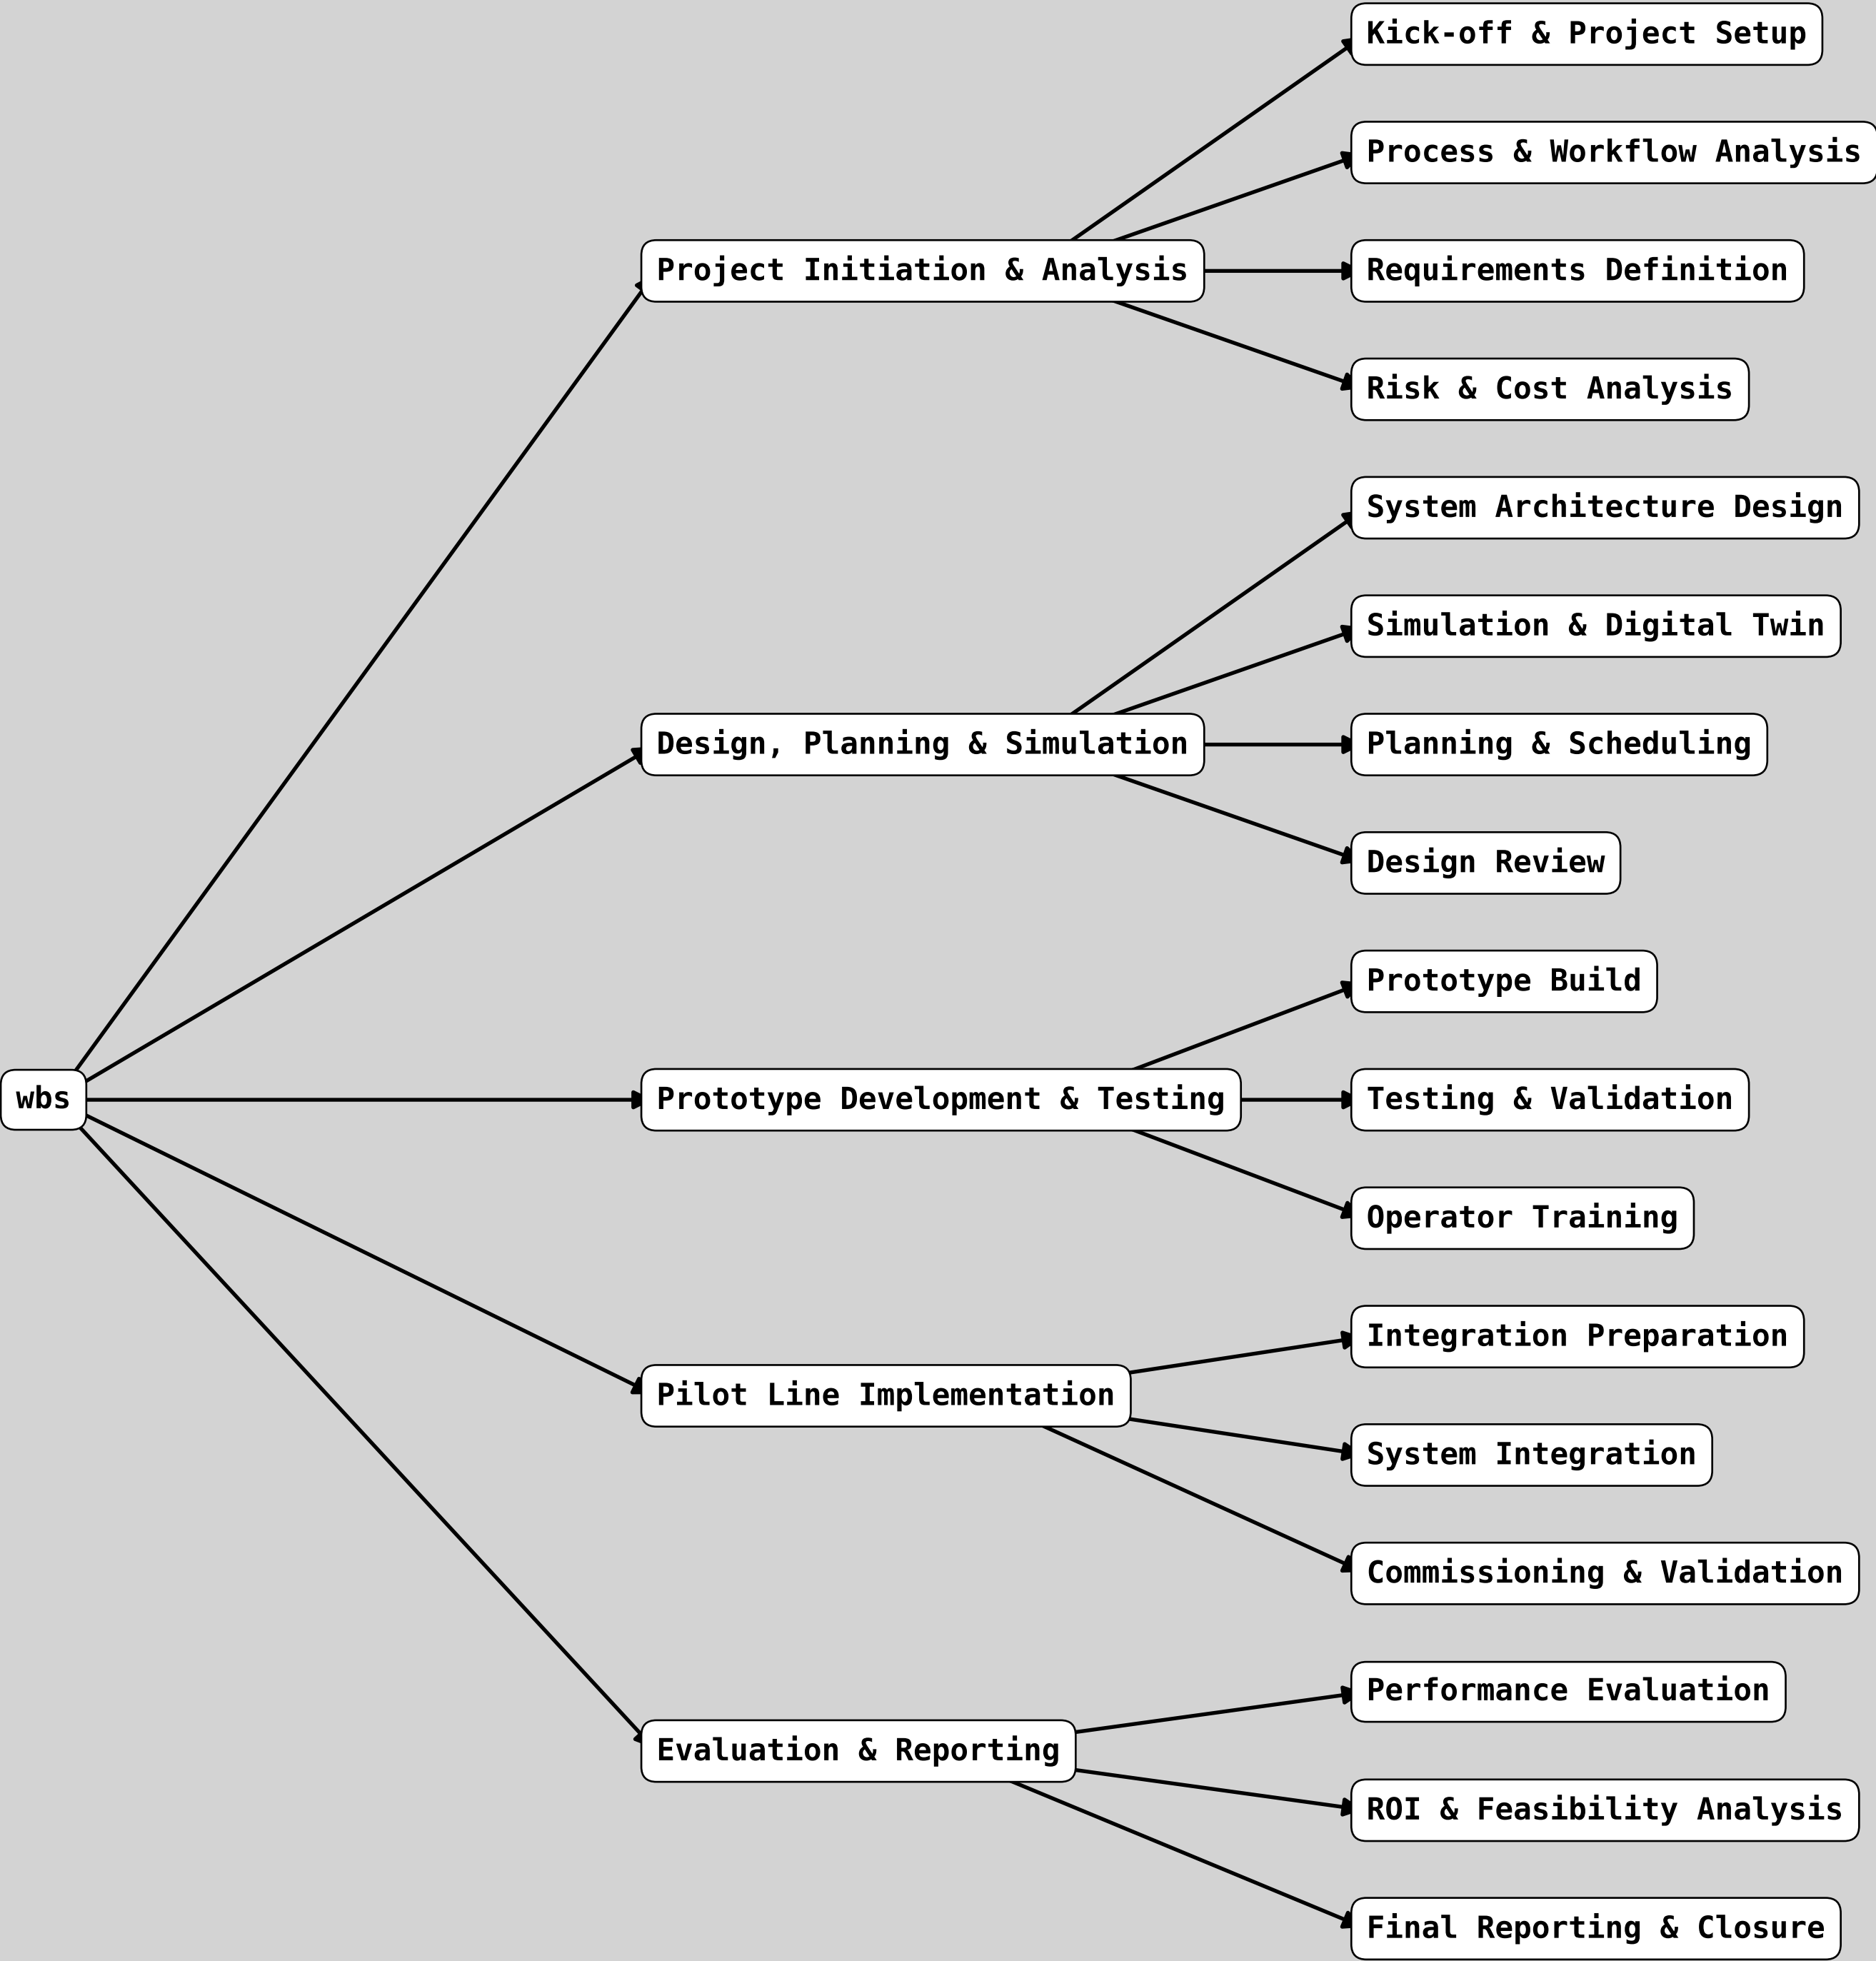 wbs
Project Initiation & Analysis
Kick-off & Project Setup
Process & Workflow Analysis
Requirements Definition
Risk & Cost Analysis
Design, Planning & Simulation
System Architecture Design
Simulation & Digital Twin
Planning & Scheduling
Design Review
Prototype Development & Testing
Prototype Build
Testing & Validation
Operator Training
Pilot Line Implementation
Integration Preparation
System Integration
Commissioning & Validation
Evaluation & Reporting
Performance Evaluation
ROI & Feasibility Analysis
Final Reporting & Closure